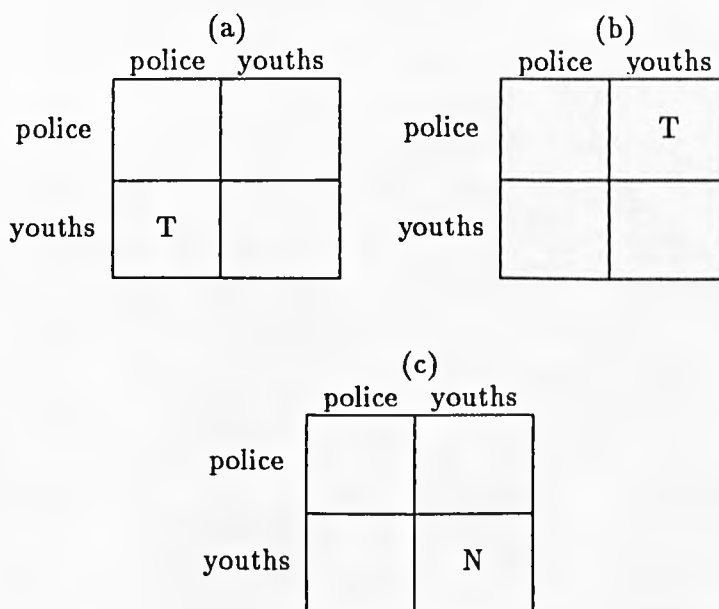 (a)
police youths
police
youths T
(b)
police youths
police T
youths
(c)
police youths
police
youths N